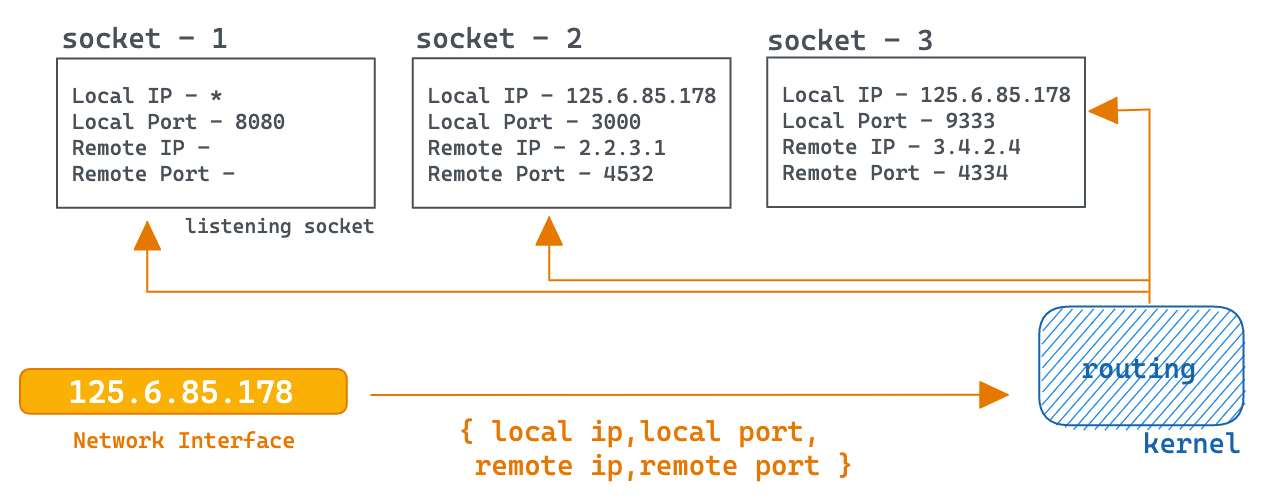 socket - 1
Local IP - *
Local Port - 8080
Remote IP -
Remote Port -
listening socket
socket - 2
Local IP - 125.6.85.178
Local Port - 3000
Remote IP - 2.2.3.1
Remote Port - 4532
socket - 3
Local IP - 125.6.85.178
Local Port - 9333
Remote IP - 3.4.2.4
Remote Port - 4334
125.6.85.178
Network Interface
{ local ip,local port,
remote ip,remote port }
routing
kernel